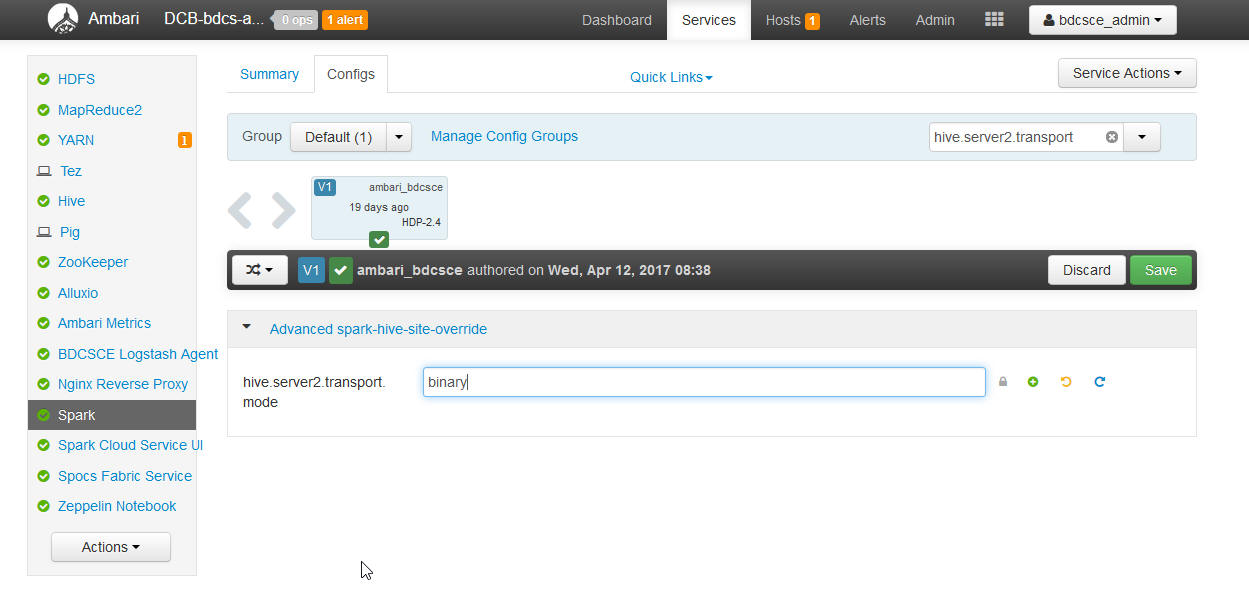 Ambari DCB-bdcs-a... 0 ops 1 alert Dashboard Services Hosts 1 Alerts Admin bdcsce_admin
HDFS
MapReduce2
YARN 1
Tez
Hive
Pig
ZooKeeper
Alluxio
Ambari Metrics
BDCSCE Logstash Agent
Nginx Reverse Proxy
Spark
Spark Cloud Service UI
Spocs Fabric Service
Zeppelin Notebook
Actions
Summary Configs Quick Links Service Actions
Group Default (1) Manage Config Groups hive.server2.transport
V1 ambari_bdcsce
19 days ago
HDP-2.4
V1 ambari_bdcsce authored on Wed, Apr 12, 2017 08:38 Discard Save
Advanced spark-hive-site-override
hive.server2.transport. binary
mode